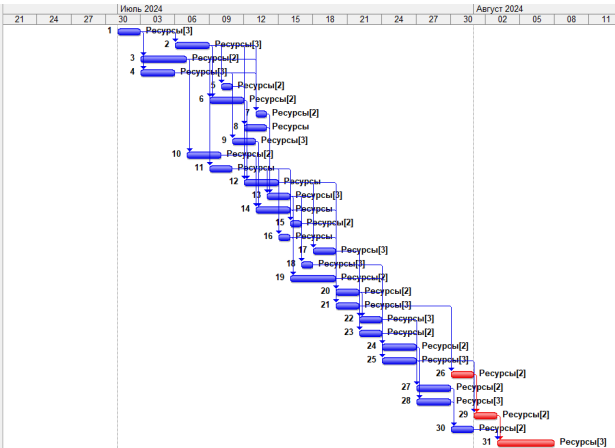 Июль 2024 Август 2024
21 24 27 30 03 06 09 12 15 18 21 24 27 30 02 05 08 11
1 Ресурсы[3]
2 Ресурсы[3]
3 Ресурсы[2]
4 Ресурсы[3]
5 Ресурсы[2]
6 Ресурсы[2]
7 Ресурсы[2]
8 Ресурсы
9 Ресурсы[3]
10 Ресурсы[2]
11 Ресурсы
12 Ресурсы
13 Ресурсы[3]
14 Ресурсы
15 Ресурсы[2]
16 Ресурсы
17 Ресурсы[3]
18 Ресурсы[3]
19 Ресурсы[2]
20 Ресурсы[2]
21 Ресурсы[3]
22 Ресурсы[3]
23 Ресурсы[2]
24 Ресурсы[2]
25 Ресурсы[3]
26 Ресурсы[2]
27 Ресурсы[2]
28 Ресурсы[3]
29 Ресурсы[2]
30 Ресурсы[2]
31 Ресурсы[3]